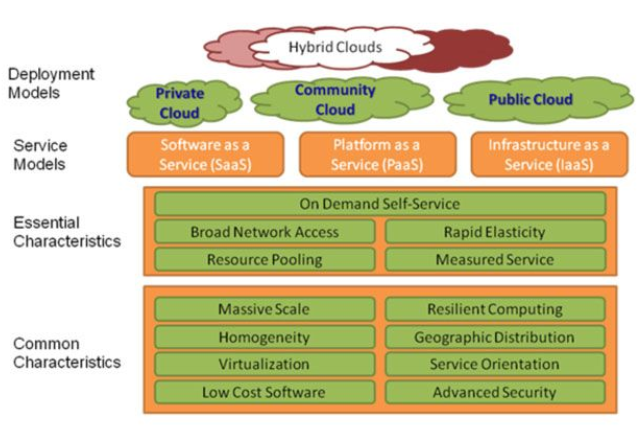 Hybrid Clouds
Deployment
Models
Private
Cloud
Community
Cloud
Public Cloud
Service
Models
Software as a
Service (SaaS)
Platform as a
Service (PaaS)
Infrastructure as a
Service (IaaS)
Essential
Characteristics
On Demand Self-Service
Broad Network Access
Rapid Elasticity
Resource Pooling
Measured Service
Common
Characteristics
Massive Scale
Resilient Computing
Homogeneity
Geographic Distribution
Virtualization
Service Orientation
Low Cost Software
Advanced Security